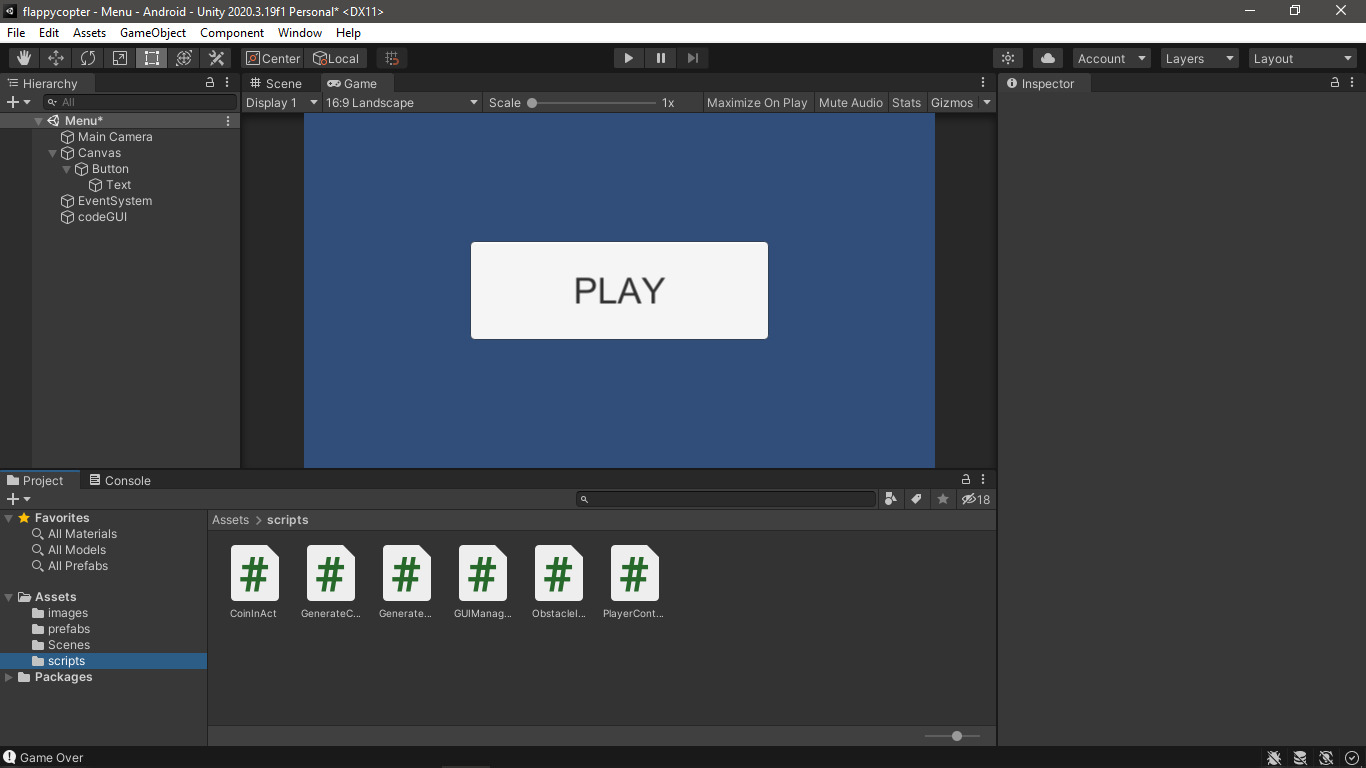 flappycopter - Menu - Android - Unity 2020.3.19f1 Personal* <DX11>
File Edit Assets GameObject Component Window Help
Center Local Account Layers Layout
Hierarchy
All
Menu*
Main Camera
Canvas
Button
Text
EventSystem
codeGUI
Scene Game
Display 1 16:9 Landscape Scale 1x Maximize On Play Mute Audio Stats Gizmos
PLAY
Inspector
Project Console
18
Favorites
All Materials
All Models
All Prefabs
Assets
images
prefabs
Scenes
scripts
Packages
Assets > scripts
CoinInAct GenerateC... Generate... GUIManag... ObstacleI... PlayerCont...
Game Over